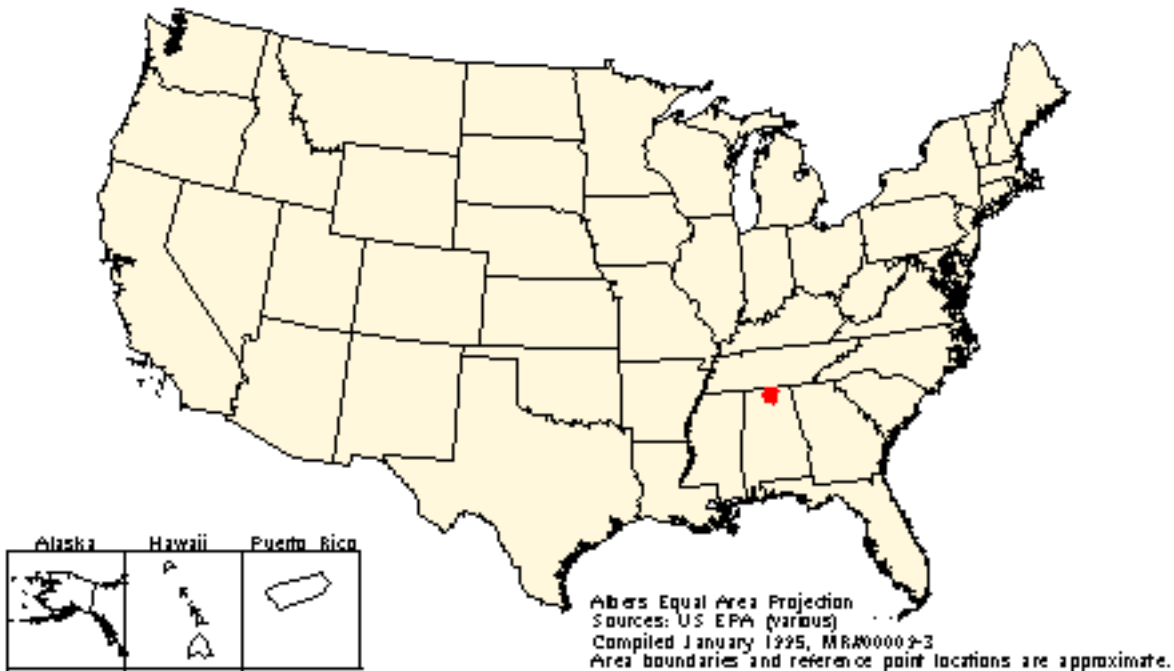 Alaska
Hawaii
Puerto Rico
Albers Equal Area Projection
Sources: US EPA (various)
Compiled January 1995, MR#00009-3
Area boundaries and reference point locations are approximate.